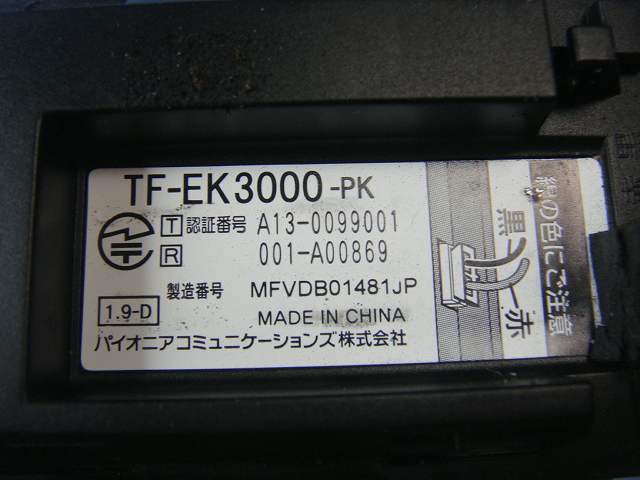 TF-EK3000-PK
T 認証番号 A13-0099001
R 001-A00869
製造番号 MFVDB01481JP
1.9-D MADE IN CHINA
パイオニアコミュニケーションズ株式会社
線の色にご注意
黒
赤